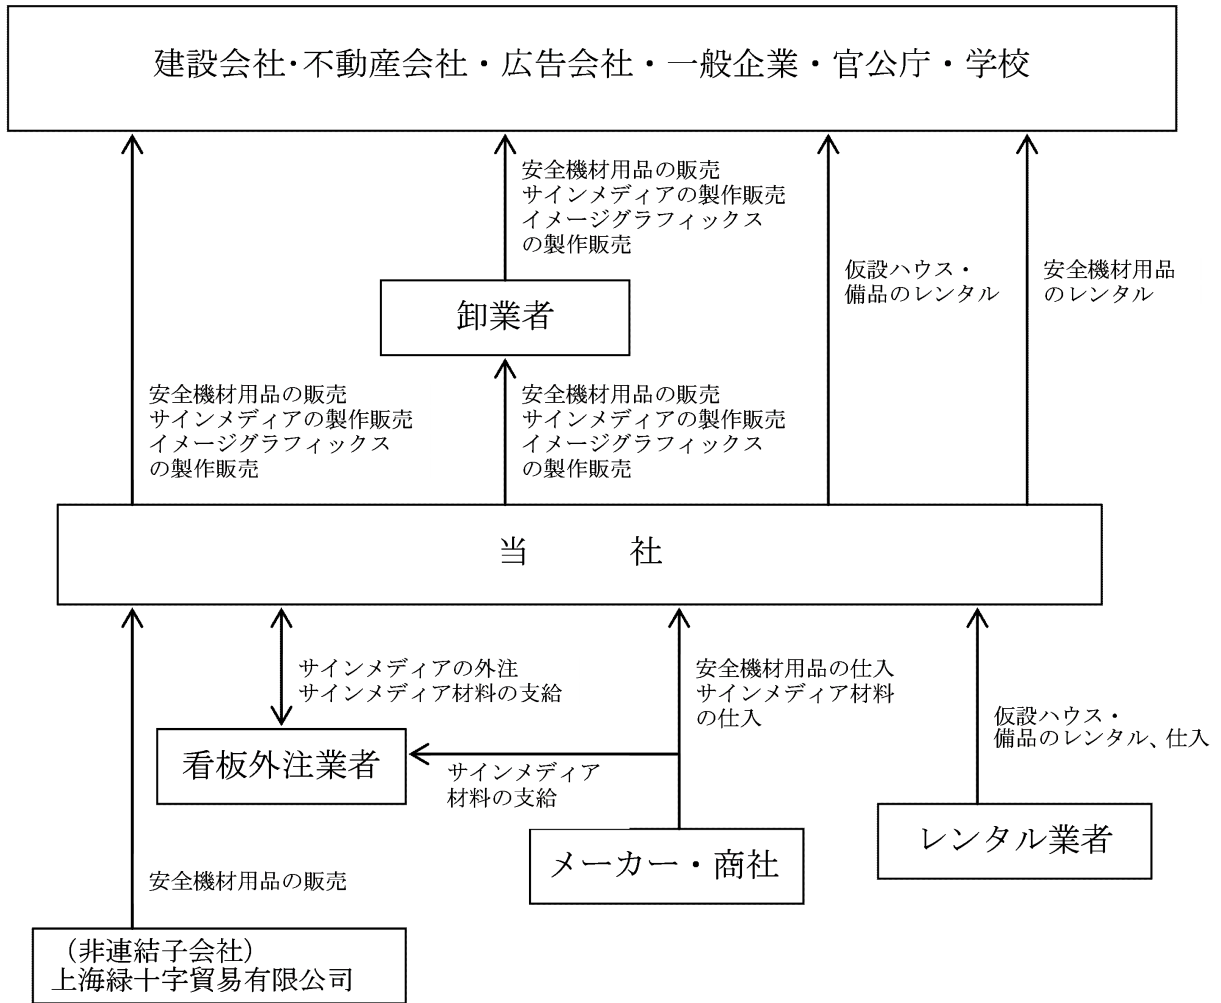 建設会社・不動産会社・広告会社・一般企業・官公庁・学校
安全機材用品の販売
サインメディアの製作販売
イメージグラフィックス
の製作販売
仮設ハウス・
備品のレンタル
安全機材用品
のレンタル
卸業者
安全機材用品の販売
サインメディアの製作販売
イメージグラフィックス
の製作販売
安全機材用品の販売
サインメディアの製作販売
イメージグラフィックス
の製作販売
当　　　社
サインメディアの外注
サインメディア材料の支給
安全機材用品の仕入
サインメディア材料
の仕入
仮設ハウス・
備品のレンタル、仕入
看板外注業者
サインメディア
材料の支給
レンタル業者
メーカー・商社
安全機材用品の販売
（非連結子会社）
上海緑十字貿易有限公司